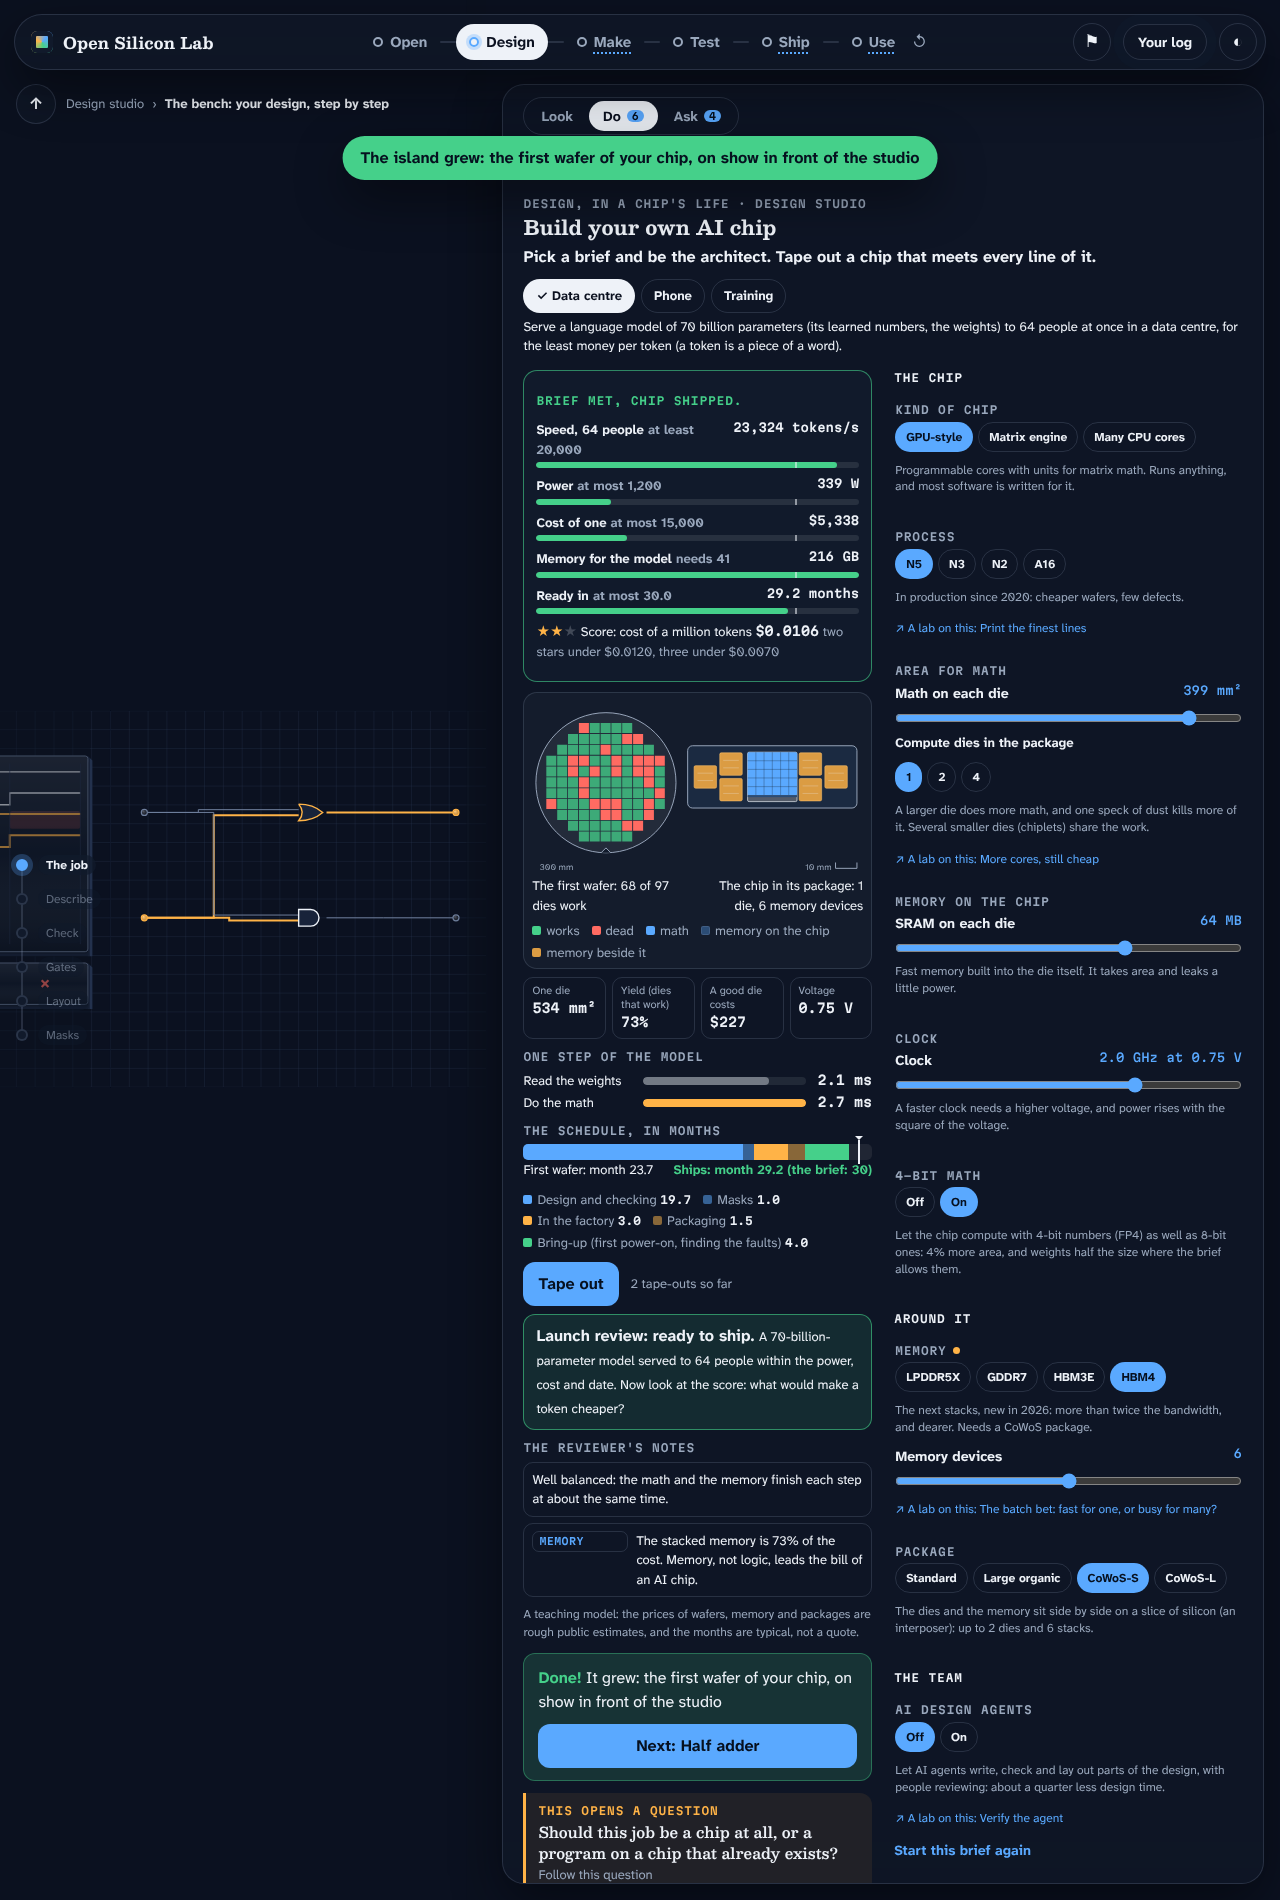 Open Silicon Lab
Open
Design
Make
Test
Ship
Use
Your log
Design studio › The bench: your design, step by step
Look
Do 6
Ask 4
The island grew: the first wafer of your chip, on show in front of the studio
DESIGN, IN A CHIP'S LIFE · DESIGN STUDIO
Build your own AI chip
Pick a brief and be the architect. Tape out a chip that meets every line of it.
✓ Data centre
Phone
Training
Serve a language model of 70 billion parameters (its learned numbers, the weights) to 64 people at once in a data centre, for
the least money per token (a token is a piece of a word).
BRIEF MET, CHIP SHIPPED.
Speed, 64 people at least 23,324 tokens/s
20,000
Power at most 1,200 339 W
Cost of one at most 15,000 $5,338
Memory for the model needs 41 216 GB
Ready in at most 30.0 29.2 months
★★★ Score: cost of a million tokens $0.0106 two
stars under $0.0120, three under $0.0070
300 mm
10 mm
The first wafer: 68 of 97
dies work
The chip in its package: 1
die, 6 memory devices
works dead math memory on the chip
memory beside it
One die
534 mm²
Yield (dies
that work)
73%
A good die
costs
$227
Voltage
0.75 V
ONE STEP OF THE MODEL
Read the weights 2.1 ms
Do the math 2.7 ms
THE SCHEDULE, IN MONTHS
First wafer: month 23.7 Ships: month 29.2 (the brief: 30)
Design and checking 19.7 Masks 1.0
In the factory 3.0 Packaging 1.5
Bring-up (first power-on, finding the faults) 4.0
Tape out
2 tape-outs so far
Launch review: ready to ship. A 70-billion-
parameter model served to 64 people within the power,
cost and date. Now look at the score: what would make a
token cheaper?
THE REVIEWER'S NOTES
Well balanced: the math and the memory finish each step
at about the same time.
MEMORY
The stacked memory is 73% of the
cost. Memory, not logic, leads the bill of
an AI chip.
A teaching model: the prices of wafers, memory and packages are
rough public estimates, and the months are typical, not a quote.
Done! It grew: the first wafer of your chip, on
show in front of the studio
Next: Half adder
THIS OPENS A QUESTION
Should this job be a chip at all, or a
program on a chip that already exists?
Follow this question
THE CHIP
KIND OF CHIP
GPU-style
Matrix engine
Many CPU cores
Programmable cores with units for matrix math. Runs anything,
and most software is written for it.
PROCESS
N5
N3
N2
A16
In production since 2020: cheaper wafers, few defects.
↗ A lab on this: Print the finest lines
AREA FOR MATH
Math on each die 399 mm²
Compute dies in the package
1
2
4
A larger die does more math, and one speck of dust kills more of
it. Several smaller dies (chiplets) share the work.
↗ A lab on this: More cores, still cheap
MEMORY ON THE CHIP
SRAM on each die 64 MB
Fast memory built into the die itself. It takes area and leaks a
little power.
CLOCK
Clock 2.0 GHz at 0.75 V
A faster clock needs a higher voltage, and power rises with the
square of the voltage.
4-BIT MATH
Off
On
Let the chip compute with 4-bit numbers (FP4) as well as 8-bit
ones: 4% more area, and weights half the size where the brief
allows them.
AROUND IT
MEMORY
LPDDR5X
GDDR7
HBM3E
HBM4
The next stacks, new in 2026: more than twice the bandwidth,
and dearer. Needs a CoWoS package.
Memory devices 6
↗ A lab on this: The batch bet: fast for one, or busy for many?
PACKAGE
Standard
Large organic
CoWoS-S
CoWoS-L
The dies and the memory sit side by side on a slice of silicon (an
interposer): up to 2 dies and 6 stacks.
THE TEAM
AI DESIGN AGENTS
Off
On
Let AI agents write, check and lay out parts of the design, with
people reviewing: about a quarter less design time.
↗ A lab on this: Verify the agent
Start this brief again
The job
Describe
Check
Gates
Layout
Masks